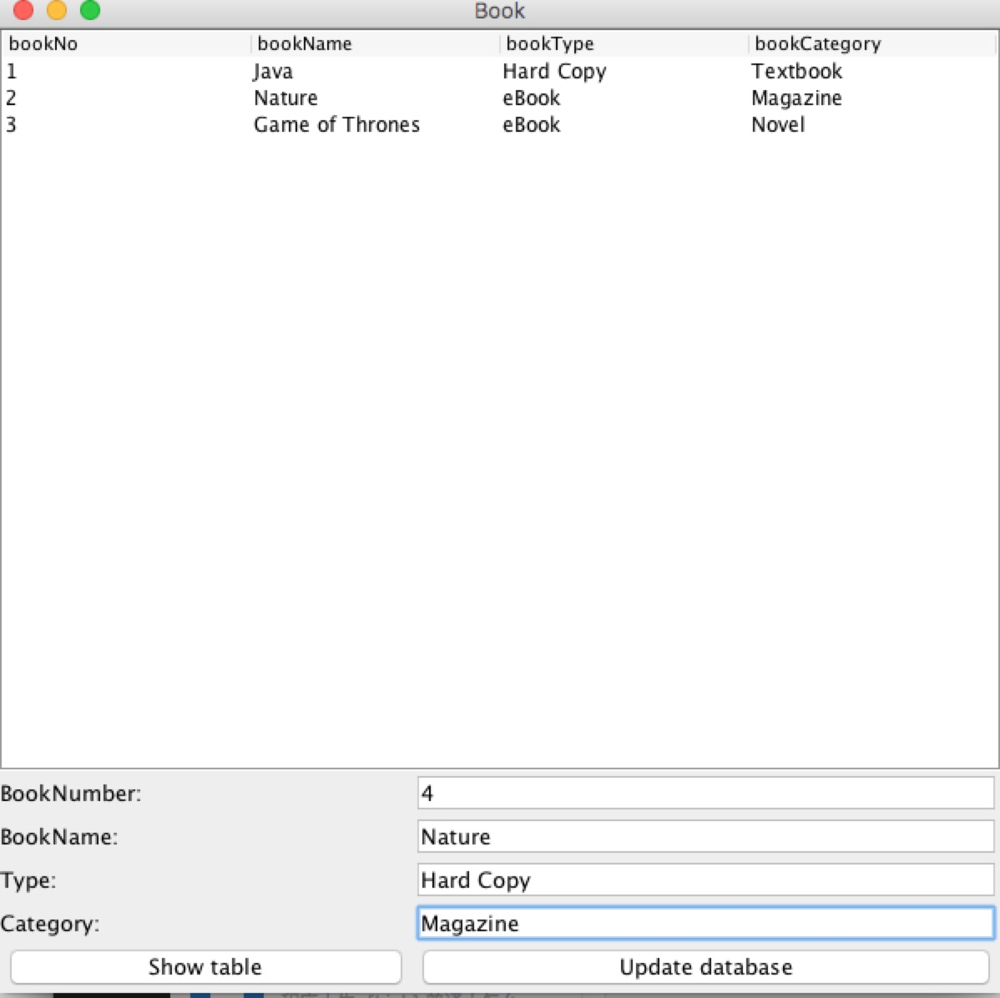 Book
bookNo bookName bookType bookCategory
1 Java Hard Copy Textbook
2 Nature eBook Magazine
3 Game of Thrones eBook Novel
BookNumber: 4
BookName: Nature
Type: Hard Copy
Category: Magazine
Show table Update database